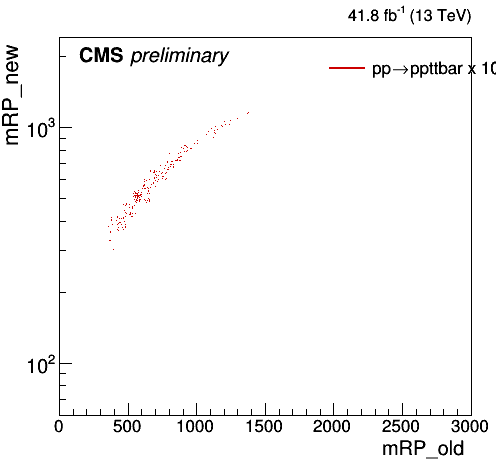 41.8 fb⁻¹ (13 TeV)
CMS preliminary
pp→ppttbar x 10
mRP_new
10³
10²
0 500 1000 1500 2000 2500 3000
mRP_old